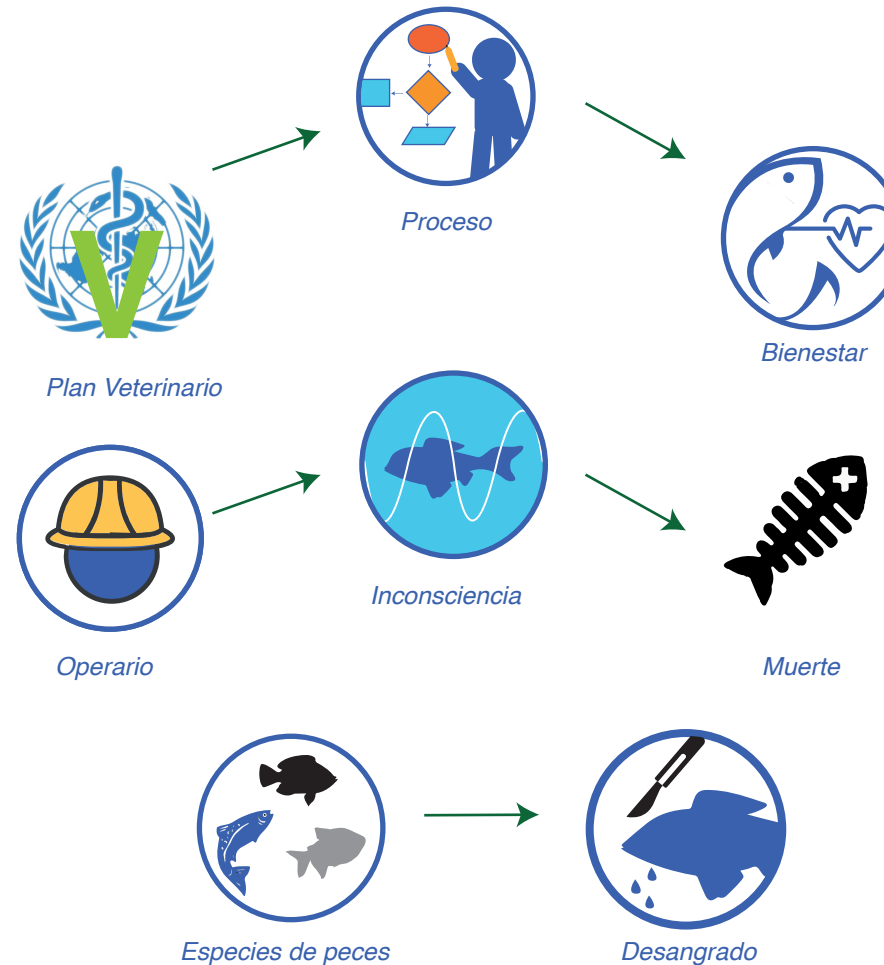 Proceso
Bienestar
Plan Veterinario
Inconsciencia
Operario
Muerte
Especies de peces
Desangrado